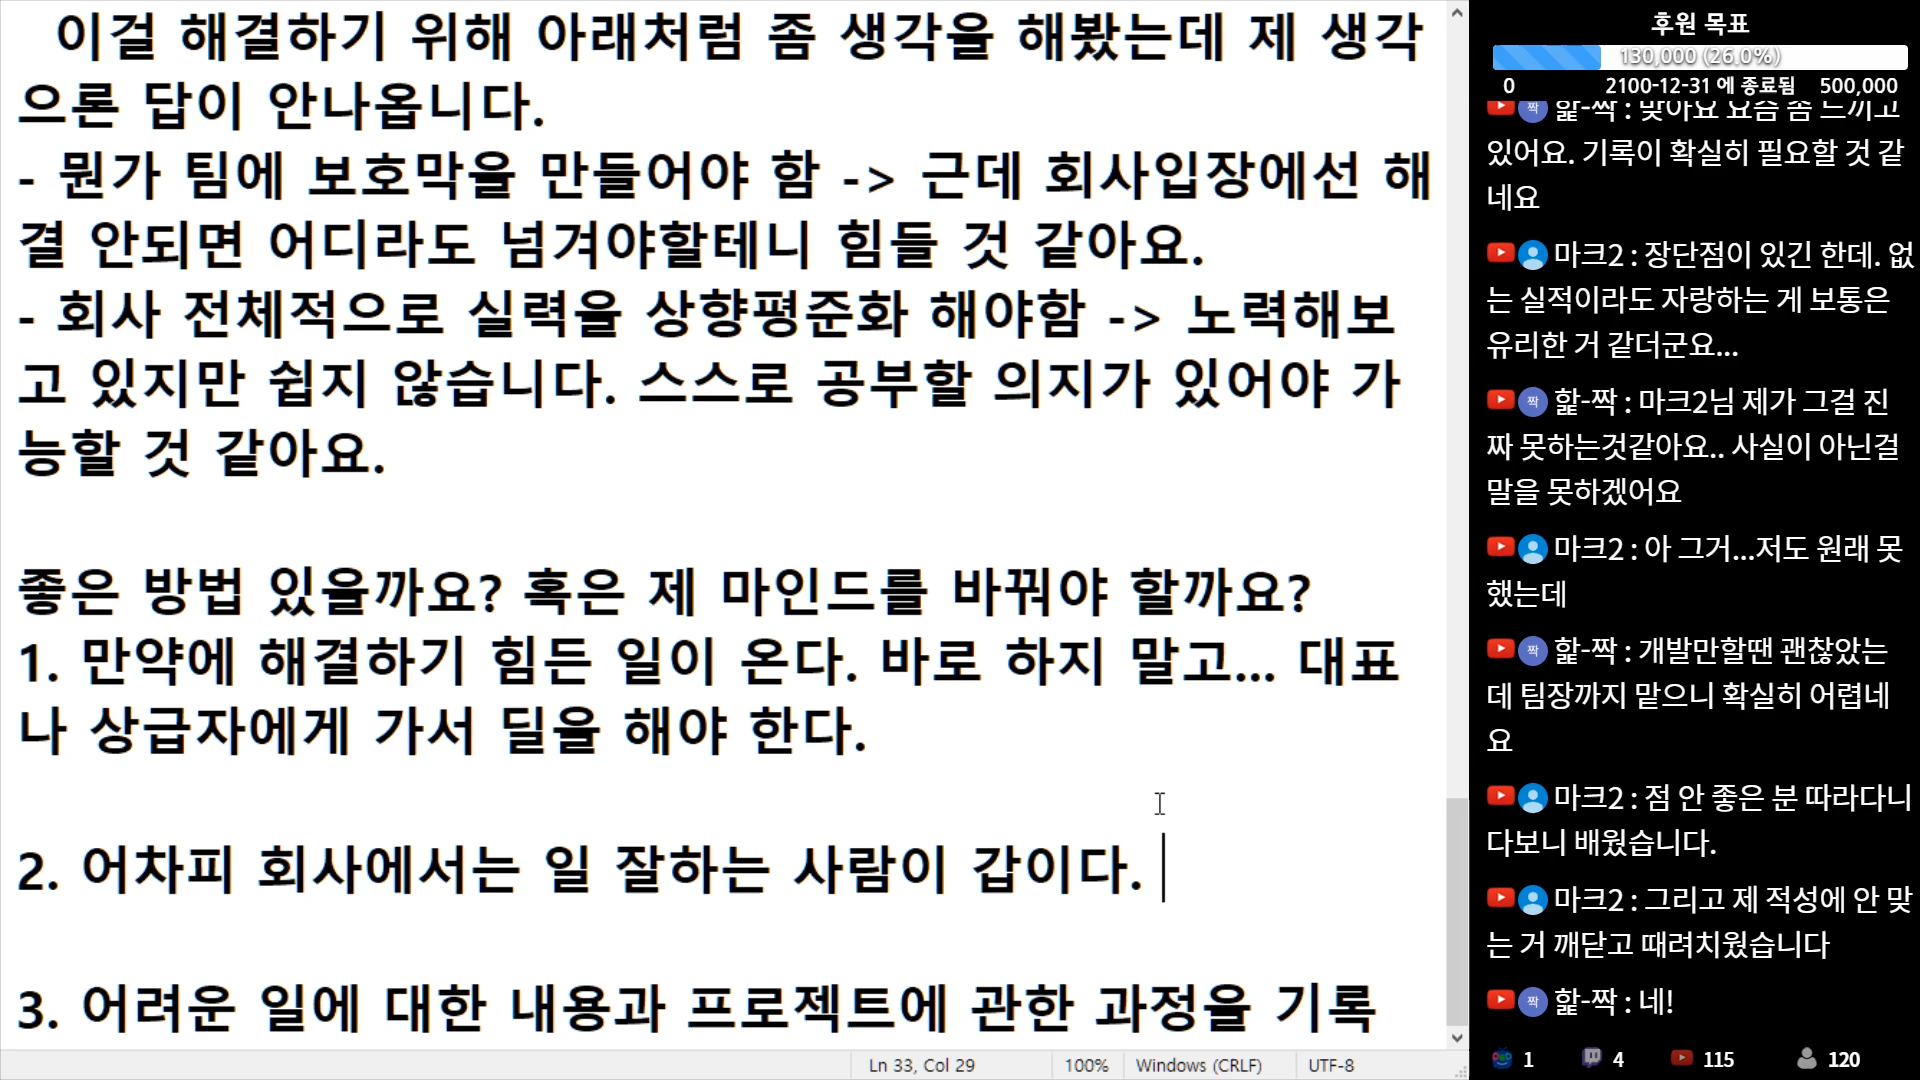 이걸 해결하기 위해 아래처럼 좀 생각을 해봤는데 제 생각
으론 답이 안나옵니다.
- 뭔가 팀에 보호막을 만들어야 함 -> 근데 회사입장에선 해
결 안되면 어디라도 넘겨야할테니 힘들 것 같아요.
- 회사 전체적으로 실력을 상향평준화 해야함 -> 노력해보
고 있지만 쉽지 않습니다. 스스로 공부할 의지가 있어야 가
능할 것 같아요.
좋은 방법 있을까요? 혹은 제 마인드를 바꿔야 할까요?
1. 만약에 해결하기 힘든 일이 온다. 바로 하지 말고... 대표
나 상급자에게 가서 딜을 해야 한다.
2. 어차피 회사에서는 일 잘하는 사람이 갑이다.
3. 어려운 일에 대한 내용과 프로젝트에 관한 과정을 기록
Ln 33, Col 29
100%
Windows (CRLF)
UTF-8
후원 목표
130,000 (26.0%)
0 2100-12-31 에 종료됨 500,000
짝 핥-짝 : 맞아요 요즘 좀 느끼고
있어요. 기록이 확실히 필요할 것 같
네요
마크2 : 장단점이 있긴 한데. 없
는 실적이라도 자랑하는 게 보통은
유리한 거 같더군요...
짝 핥-짝 : 마크2님 제가 그걸 진
짜 못하는것같아요.. 사실이 아닌걸
말을 못하겠어요
마크2 : 아 그거...저도 원래 못
했는데
짝 핥-짝 : 개발만할땐 괜찮았는
데 팀장까지 맡으니 확실히 어렵네
요
마크2 : 점 안 좋은 분 따라다니
다보니 배웠습니다.
마크2 : 그리고 제 적성에 안 맞
는 거 깨닫고 때려치웠습니다
짝 핥-짝 : 네!
1 4 115 120